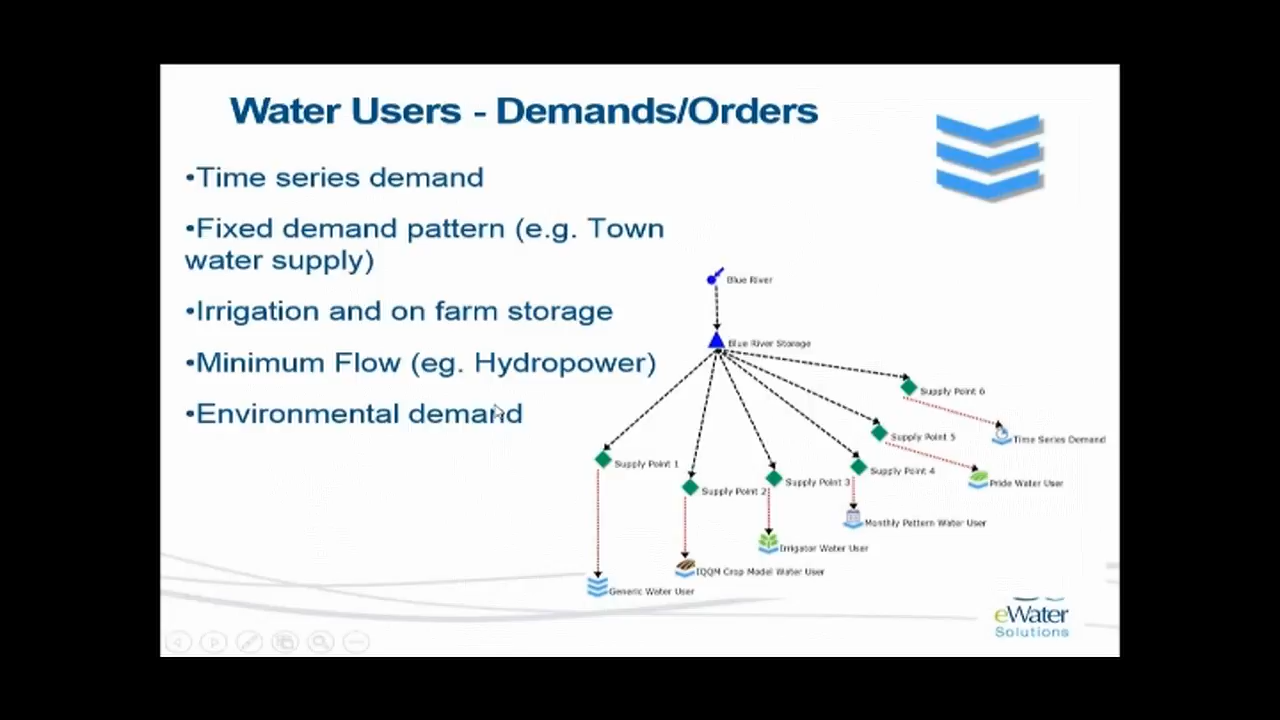 Water Users - Demands/Orders
•Time series demand
•Fixed demand pattern (e.g. Town
water supply)
•Irrigation and on farm storage
•Minimum Flow (eg. Hydropower)
•Environmental demand
Blue River
Blue River Storage
Supply Point 6
Time Series Demand
Supply Point 5
Pride Water User
Supply Point 4
Monthly Pattern Water User
Supply Point 3
Irrigator Water User
Supply Point 2
IQQM Crop Model Water User
Supply Point 1
Generic Water User
eWater
Solutions